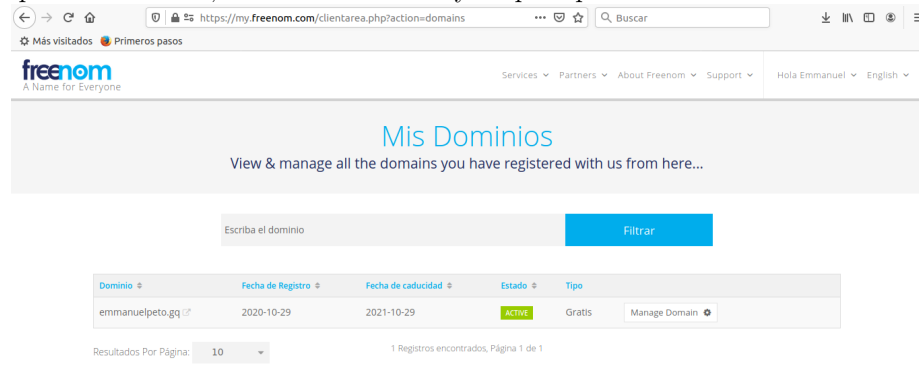 https://my.freenom.com/clientarea.php?action=domains
Buscar
Más visitados Primeros pasos
freenom
A Name for Everyone
Services Partners About Freenom Support Hola Emmanuel English
Mis Dominios
View & manage all the domains you have registered with us from here...
Escriba el dominio Filtrar
Dominio Fecha de Registro Fecha de caducidad Estado Tipo
emmanuelpeto.gq 2020-10-29 2021-10-29 ACTIVE Gratis Manage Domain
Resultados Por Página: 10 1 Registros encontrados, Página 1 de 1